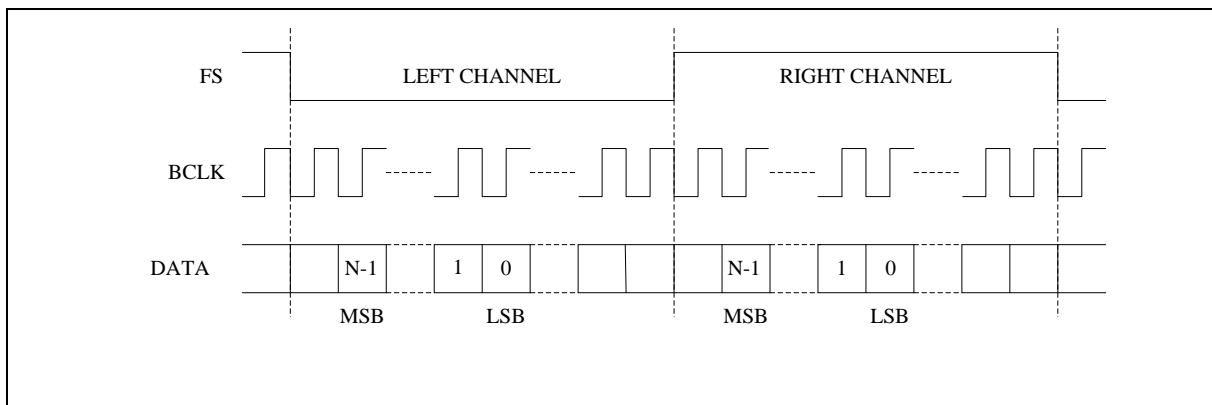 FS LEFT CHANNEL RIGHT CHANNEL
BCLK
DATA N-1 1 0 N-1 1 0
MSB LSB MSB LSB